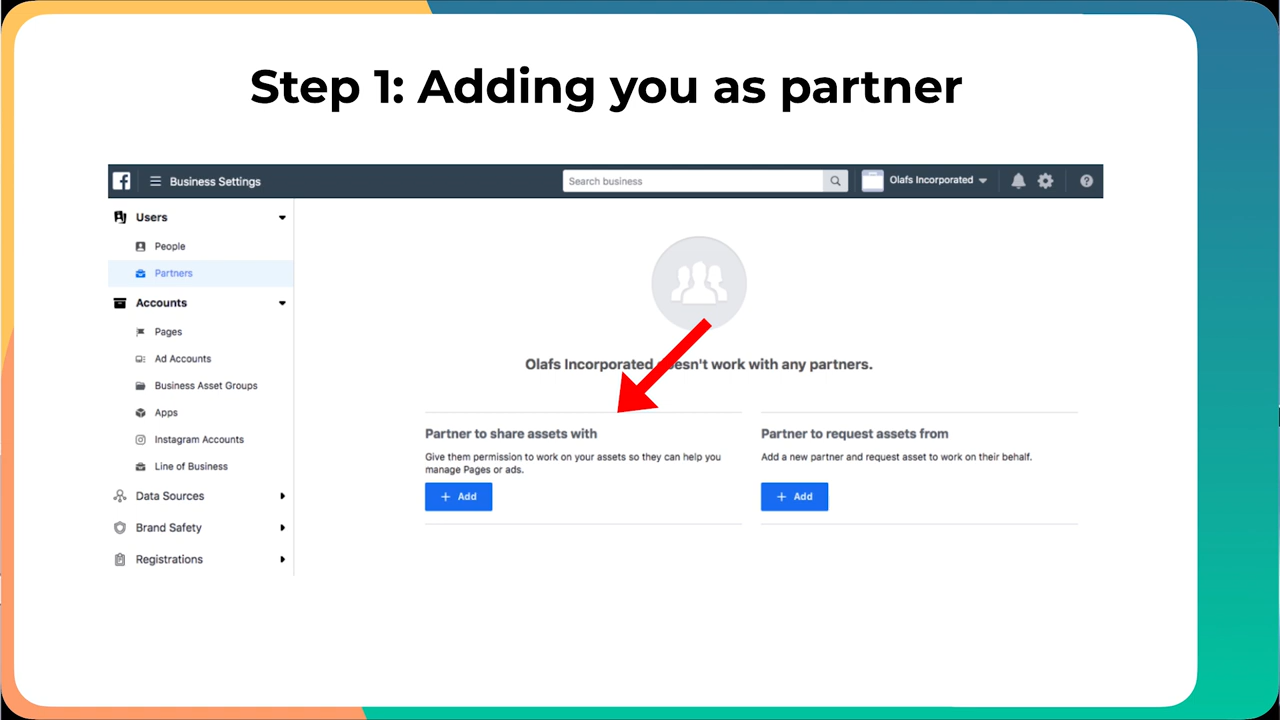 Step 1: Adding you as partner
Business Settings
Search business
Olafs Incorporated
Users
People
Partners
Accounts
Pages
Ad Accounts
Business Asset Groups
Apps
Instagram Accounts
Line of Business
Data Sources
Brand Safety
Registrations
Olafs Incorporated doesn't work with any partners.
Partner to share assets with
Give them permission to work on your assets so they can help you
manage Pages or ads.
+ Add
Partner to request assets from
Add a new partner and request asset to work on their behalf.
+ Add